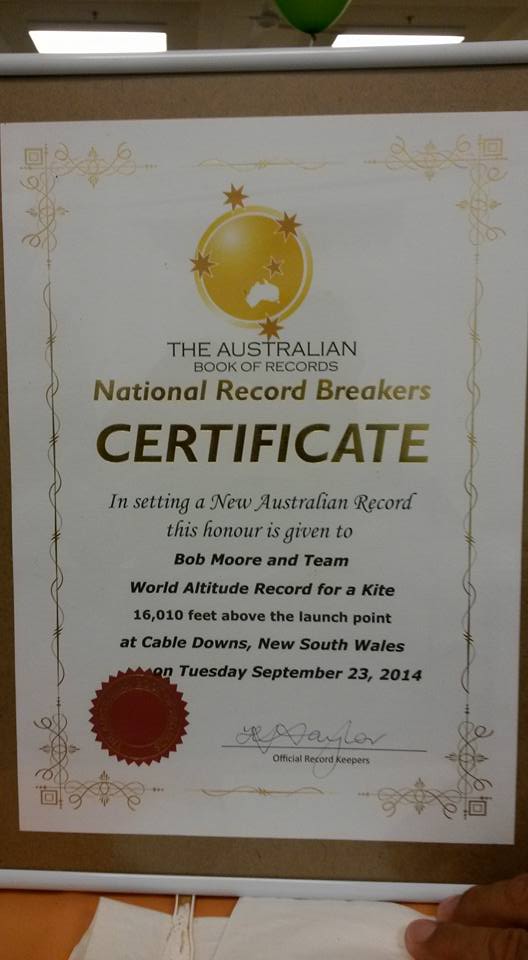 THE AUSTRALIAN
BOOK OF RECORDS
National Record Breakers
CERTIFICATE
In setting a New Australian Record
this honour is given to
Bob Moore and Team
World Altitude Record for a Kite
16,010 feet above the launch point
at Cable Downs, New South Wales
on Tuesday September 23, 2014
Official Record Keepers